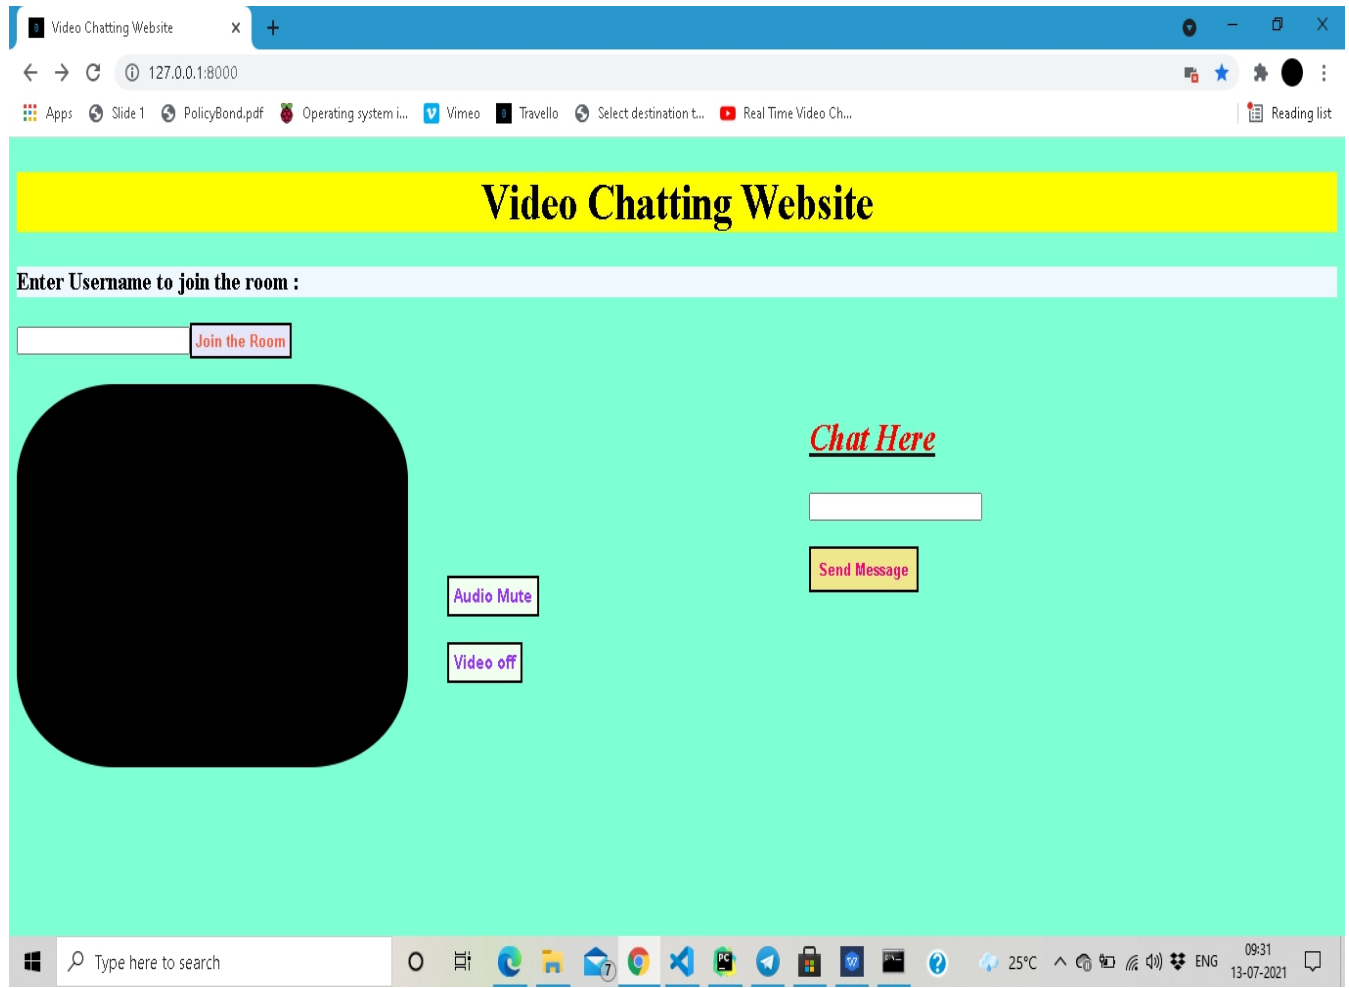 Video Chatting Website
127.0.0.1:8000
Apps Slide 1 PolicyBond.pdf Operating system i... Vimeo Travello Select destination t... Real Time Video Ch... Reading list
Video Chatting Website
Enter Username to join the room :
Join the Room
Chat Here
Send Message
Audio Mute
Video off
Type here to search 7 PC W 25°C ENG 09:31
13-07-2021